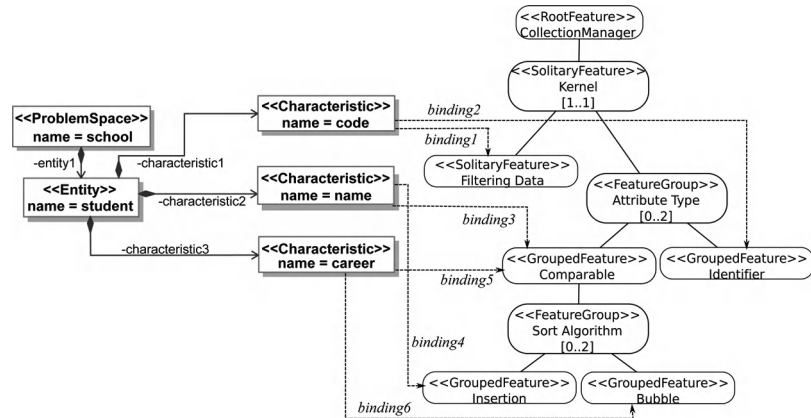 <<RootFeature>>
CollectionManager
<<SolitaryFeature>>
Kernel
[1..1]
<<ProblemSpace>>
name = school
-entity1
<<Entity>>
name = student
-characteristic1
<<Characteristic>>
name = code
binding2
binding1
-characteristic2
<<Characteristic>>
name = name
binding3
-characteristic3
<<Characteristic>>
name = career
binding5
binding4
binding6
<<SolitaryFeature>>
Filtering Data
<<FeatureGroup>>
Attribute Type
[0..2]
<<GroupedFeature>>
Comparable
<<GroupedFeature>>
Identifier
<<FeatureGroup>>
Sort Algorithm
[0..2]
<<GroupedFeature>>
Insertion
<<GroupedFeature>>
Bubble